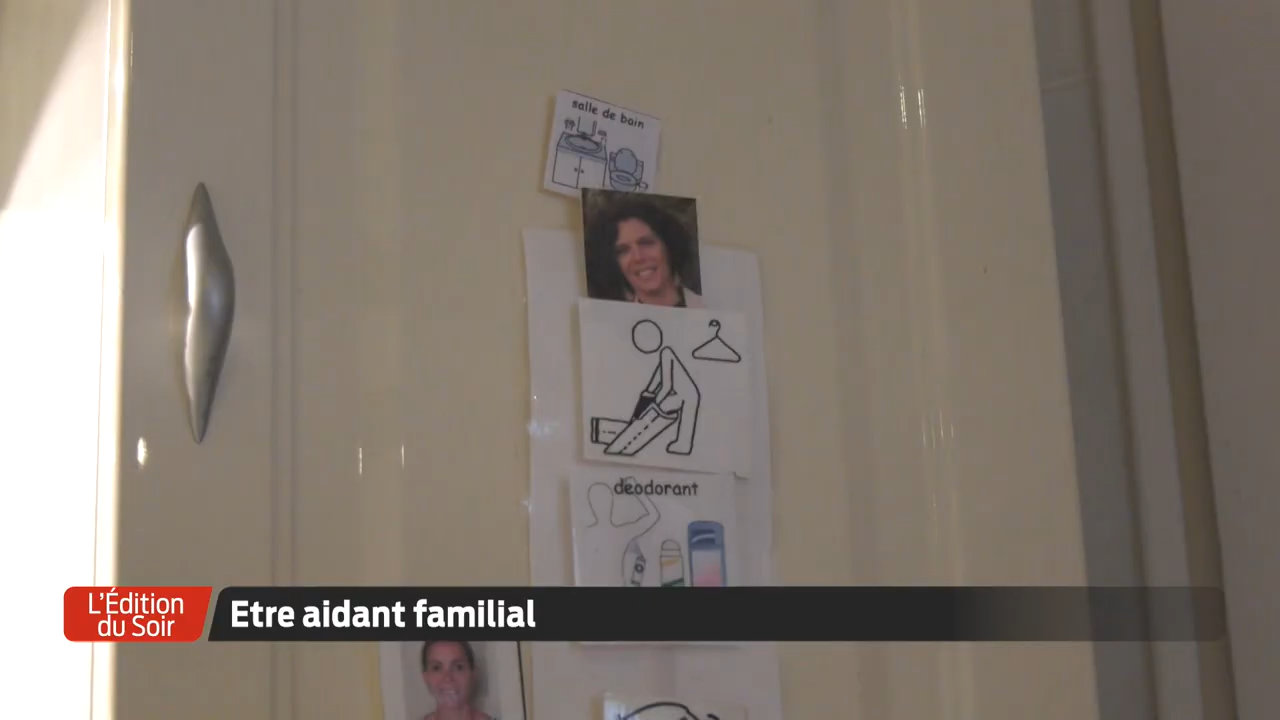 salle de bain
deodorant
L'Édition
du Soir
Etre aidant familial